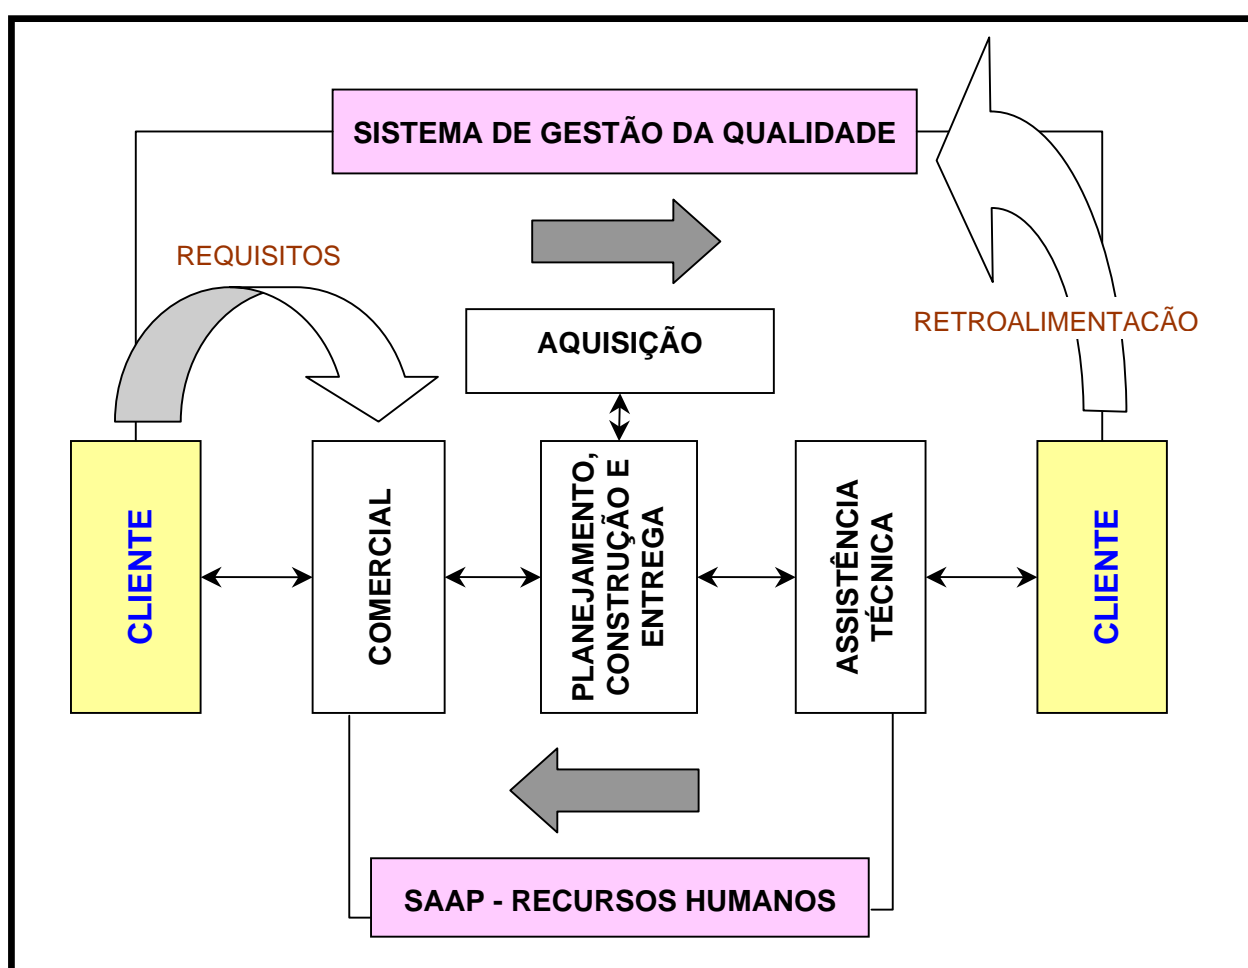 SISTEMA DE GESTÃO DA QUALIDADE
REQUISITOS
AQUISIÇÃO
RETROALIMENTACÃO
CLIENTE
COMERCIAL
PLANEJAMENTO,
CONSTRUÇÃO E
ENTREGA
ASSISTÊNCIA
TÉCNICA
CLIENTE
SAAP - RECURSOS HUMANOS